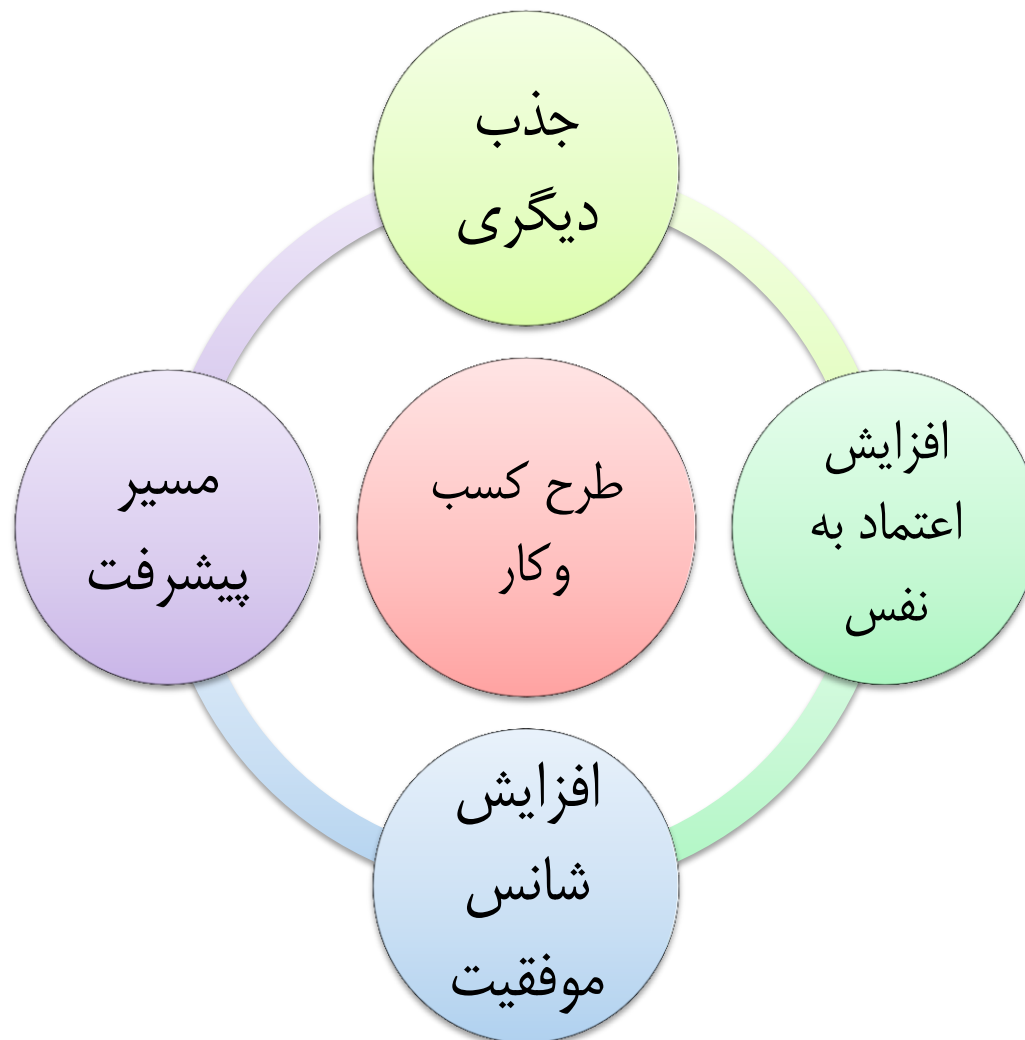 جذب
دیگری
افزایش
اعتماد به
نفس
طرح کسب
وکار
مسیر
پیشرفت
افزایش
شانس
موفقیت